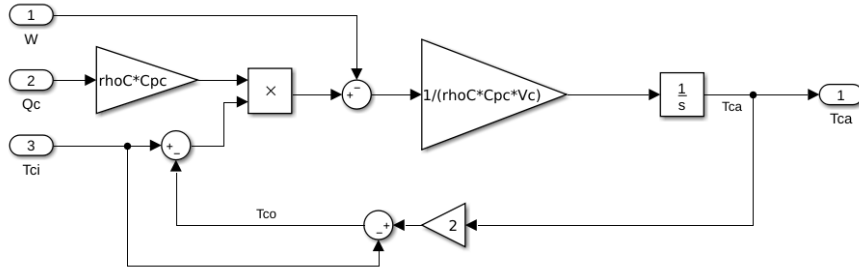 1
W
2
Qc
rhoC*Cpc
×
+
−
1/(rhoC*Cpc*Vc)
1
s
Tca
1
Tca
3
Tci
+
−
Tco
−
+
2